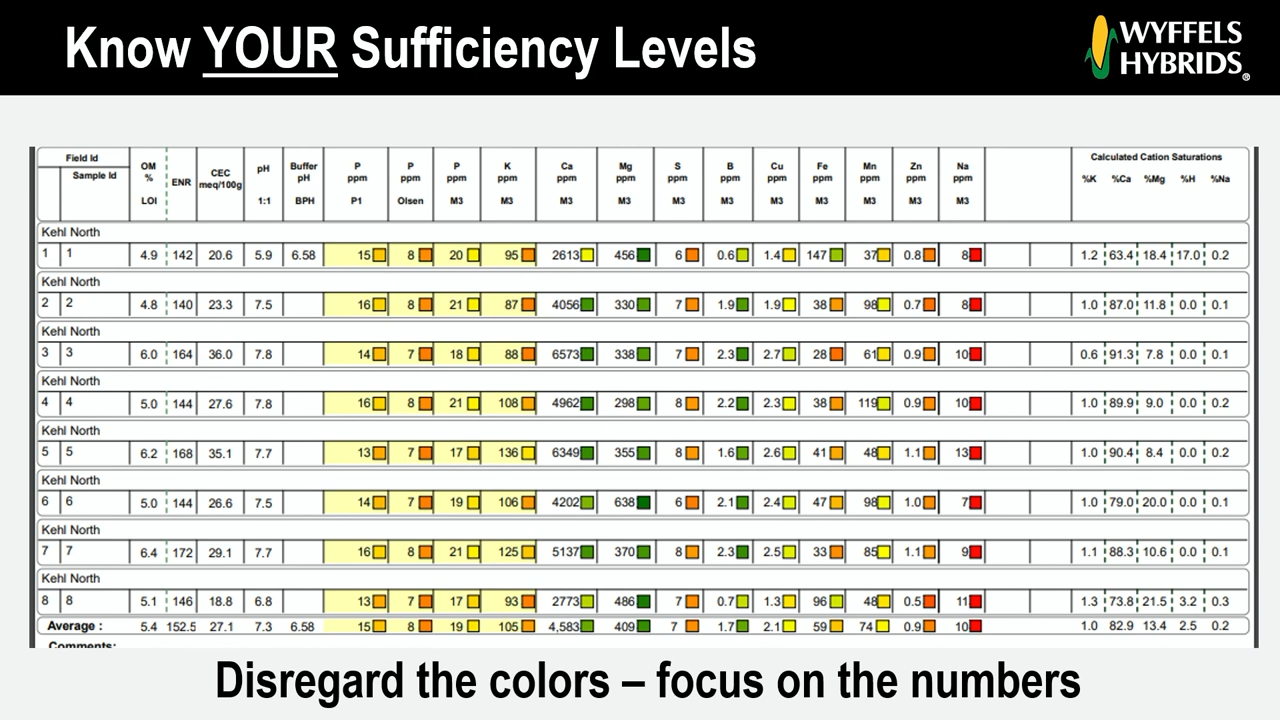 Know YOUR Sufficiency Levels
WYFFELS
HYBRIDS®
Field Id Sample Id OM % LOI ENR CEC meq/100g pH 1:1 Buffer pH BPH P ppm P1 P ppm Olsen P ppm M3 K ppm M3 Ca ppm M3 Mg ppm M3 S ppm M3 B ppm M3 Cu ppm M3 Fe ppm M3 Mn ppm M3 Zn ppm M3 Na ppm M3 Calculated Cation Saturations %K %Ca %Mg %H %Na
Kehl North
1 1 4.9 142 20.6 5.9 6.58 15 8 20 95 2613 456 6 0.6 1.4 147 37 0.8 8 1.2 63.4 18.4 17.0 0.2
Kehl North
2 2 4.8 140 23.3 7.5 16 8 21 87 4056 330 7 1.9 1.9 38 98 0.7 8 1.0 87.0 11.8 0.0 0.1
Kehl North
3 3 6.0 164 36.0 7.8 14 7 18 88 6573 338 7 2.3 2.7 28 61 0.9 10 0.6 91.3 7.8 0.0 0.1
Kehl North
4 4 5.0 144 27.6 7.8 16 8 21 108 4962 298 8 2.2 2.3 38 119 0.9 10 1.0 89.9 9.0 0.0 0.2
Kehl North
5 5 6.2 168 35.1 7.7 13 7 17 136 6349 355 8 1.6 2.6 41 48 1.1 13 1.0 90.4 8.4 0.0 0.2
Kehl North
6 6 5.0 144 26.6 7.5 14 7 19 106 4202 638 6 2.1 2.4 47 98 1.0 7 1.0 79.0 20.0 0.0 0.1
Kehl North
7 7 6.4 172 29.1 7.7 16 8 21 125 5137 370 8 2.3 2.5 33 85 1.1 9 1.1 88.3 10.6 0.0 0.1
Kehl North
8 8 5.1 146 18.8 6.8 13 7 17 93 2773 486 7 0.7 1.3 96 48 0.5 11 1.3 73.8 21.5 3.2 0.3
Average : 5.4 152.5 27.1 7.3 6.58 15 8 19 105 4,583 409 7 1.7 2.1 59 74 0.9 10 1.0 82.9 13.4 2.5 0.2
Comments:
Disregard the colors – focus on the numbers